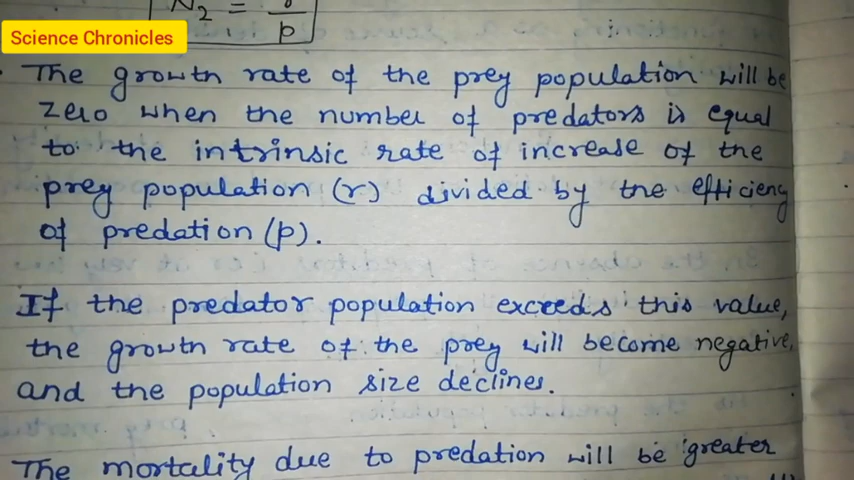 N₂ = r/p
Science Chronicles
The growth rate of the prey population will be
zero when the number of predators is equal
to the intrinsic rate of increase of the
prey population (r) divided by the efficiency
of predation (p).
If the predator population exceeds this value,
the growth rate of the prey will become negative,
and the population size declines.
The mortality due to predation will be greater